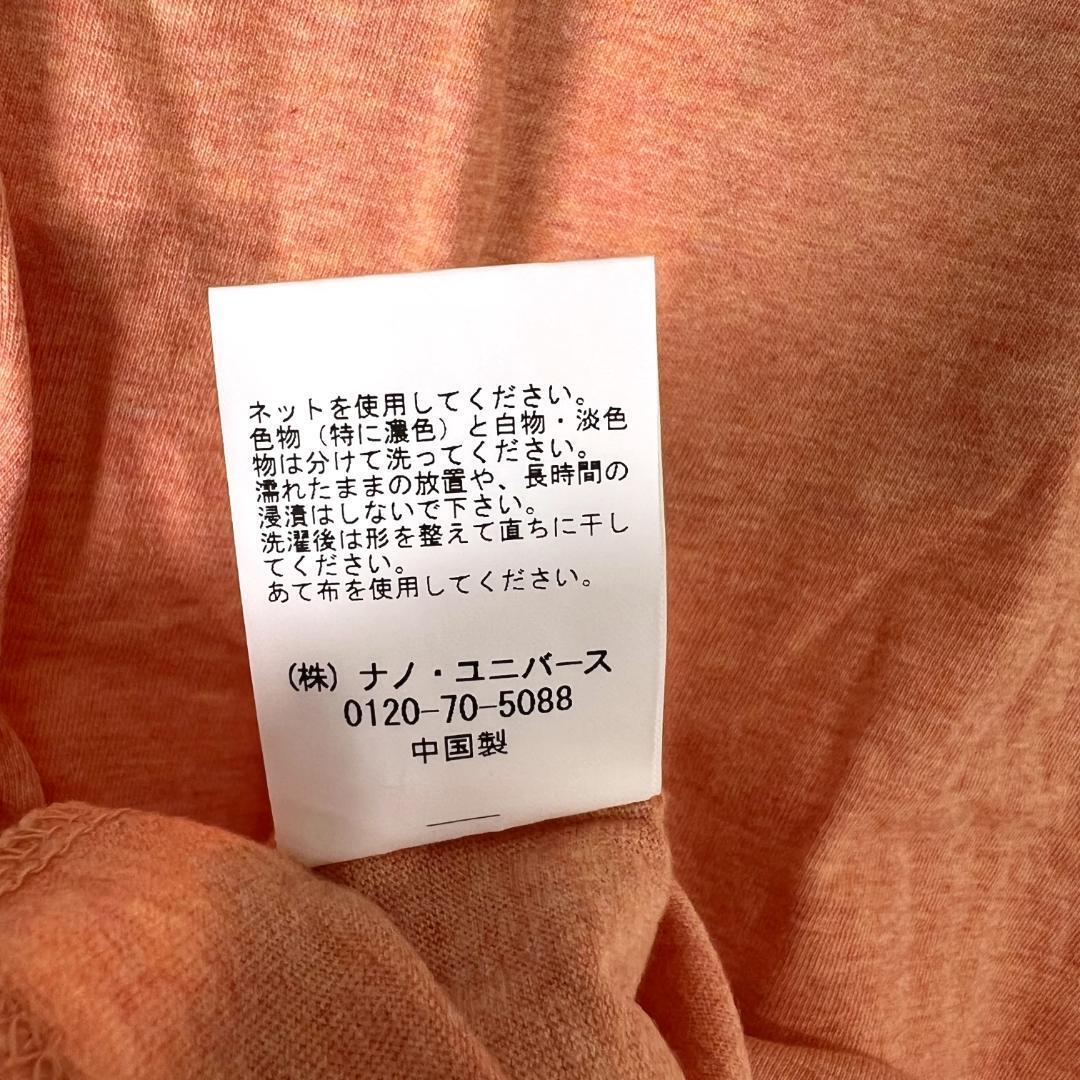 ネットを使用してください。
色物（特に濃色）と白物・淡色
物は分けて洗ってください。
濡れたままの放置や、長時間の
浸漬はしないで下さい。
洗濯後は形を整えて直ちに干し
てください。
あて布を使用してください。
（株）ナノ・ユニバース
0120-70-5088
中国製